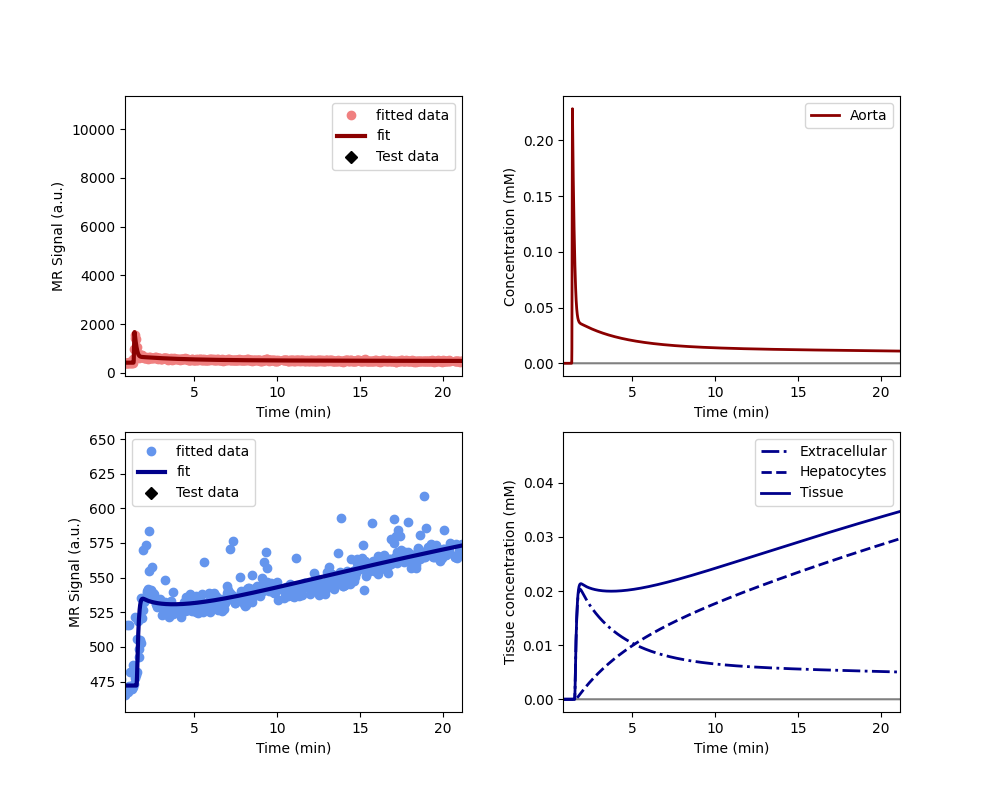 10000
8000
6000
4000
2000
0
MR Signal (a.u.)
fitted data
fit
Test data
5 10 15 20
Time (min)
0.20
0.15
0.10
0.05
0.00
Concentration (mM)
Aorta
5 10 15 20
Time (min)
650
625
600
575
550
525
500
475
MR Signal (a.u.)
fitted data
fit
Test data
5 10 15 20
Time (min)
0.04
0.03
0.02
0.01
0.00
Tissue concentration (mM)
Extracellular
Hepatocytes
Tissue
5 10 15 20
Time (min)